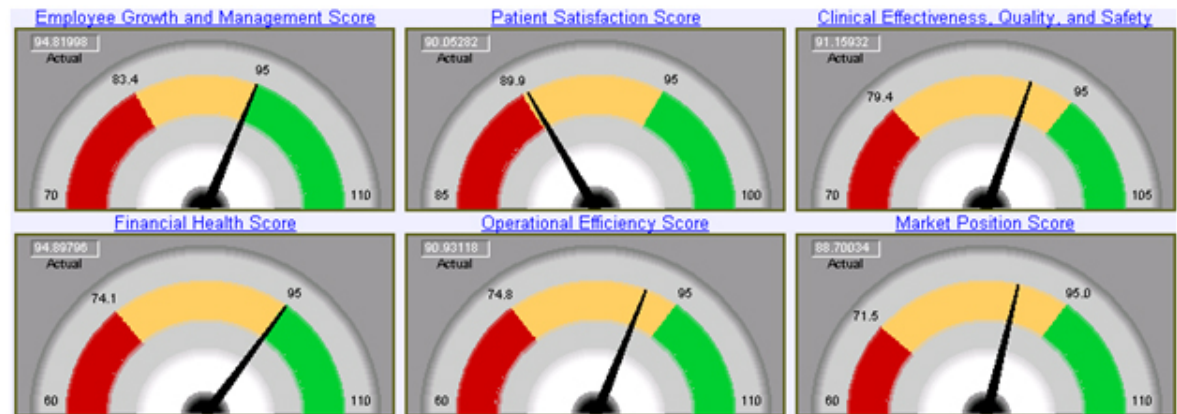 Employee Growth and Management Score
94.81998
Actual
83.4
95
70
110
Patient Satisfaction Score
90.05282
Actual
89.9
95
85
100
Clinical Effectiveness, Quality, and Safety
91.15932
Actual
79.4
95
70
105
Financial Health Score
94.89796
Actual
74.1
95
60
110
Operational Efficiency Score
90.93118
Actual
74.8
95
60
110
Market Position Score
88.70034
Actual
71.5
95.0
60
110